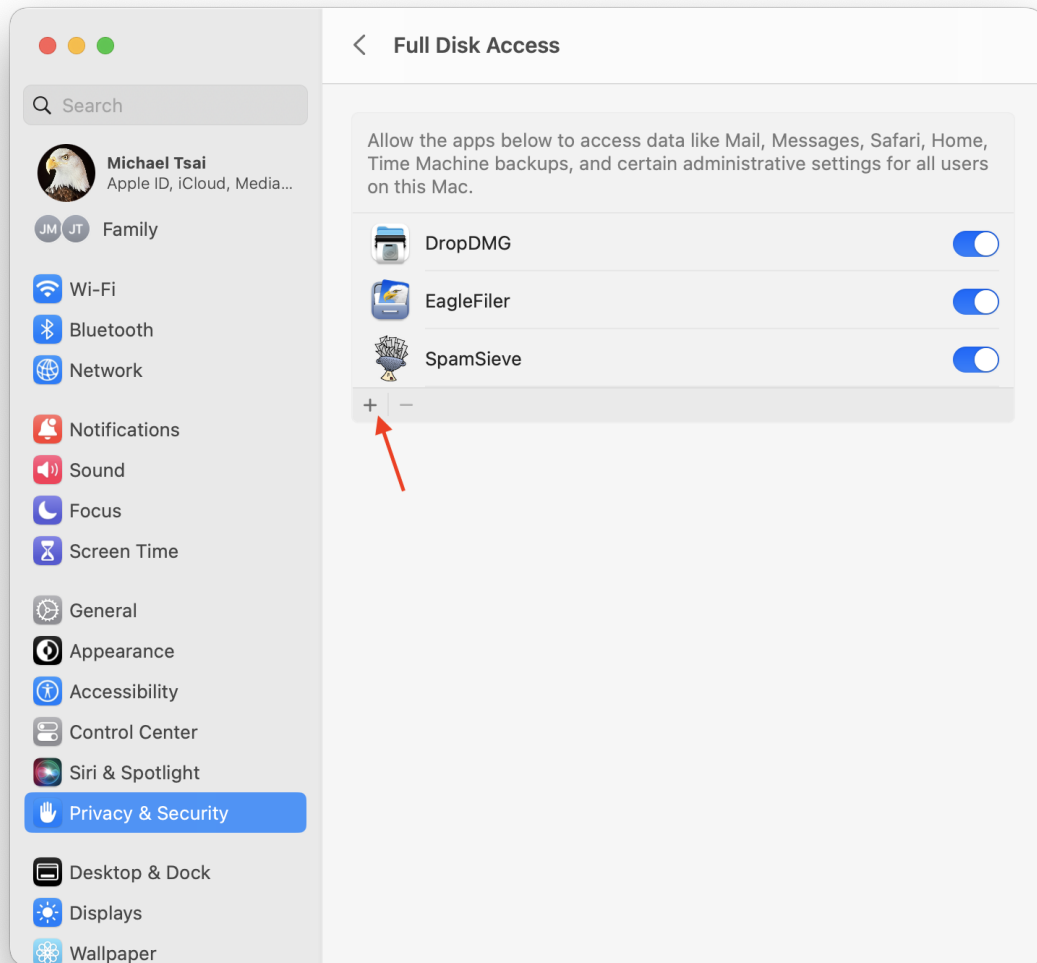 Full Disk Access
Search
Michael Tsai
Apple ID, iCloud, Media...
JM JT Family
Wi-Fi
Bluetooth
Network
Notifications
Sound
Focus
Screen Time
General
Appearance
Accessibility
Control Center
Siri & Spotlight
Privacy & Security
Desktop & Dock
Displays
Wallpaper
Allow the apps below to access data like Mail, Messages, Safari, Home,
Time Machine backups, and certain administrative settings for all users
on this Mac.
DropDMG
EagleFiler
SpamSieve